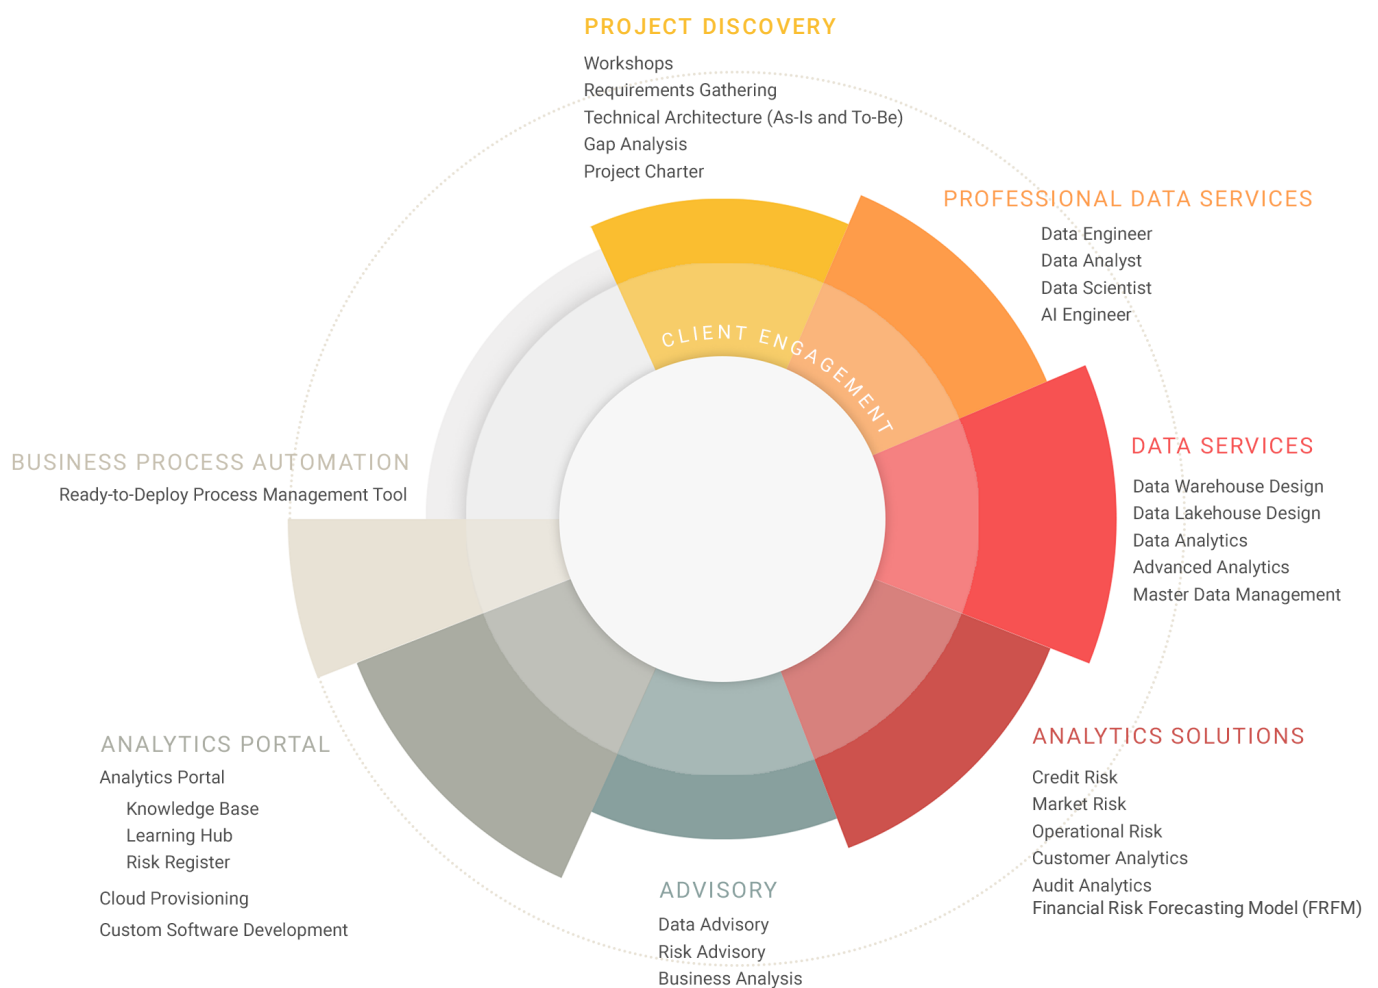 PROJECT DISCOVERY
Workshops
Requirements Gathering
Technical Architecture (As-Is and To-Be)
Gap Analysis
Project Charter
PROFESSIONAL DATA SERVICES
Data Engineer
Data Analyst
Data Scientist
AI Engineer
CLIENT ENGAGEMENT
DATA SERVICES
Data Warehouse Design
Data Lakehouse Design
Data Analytics
Advanced Analytics
Master Data Management
BUSINESS PROCESS AUTOMATION
Ready-to-Deploy Process Management Tool
ANALYTICS SOLUTIONS
Credit Risk
Market Risk
Operational Risk
Customer Analytics
Audit Analytics
Financial Risk Forecasting Model (FRFM)
ANALYTICS PORTAL
Analytics Portal
Knowledge Base
Learning Hub
Risk Register
Cloud Provisioning
Custom Software Development
ADVISORY
Data Advisory
Risk Advisory
Business Analysis